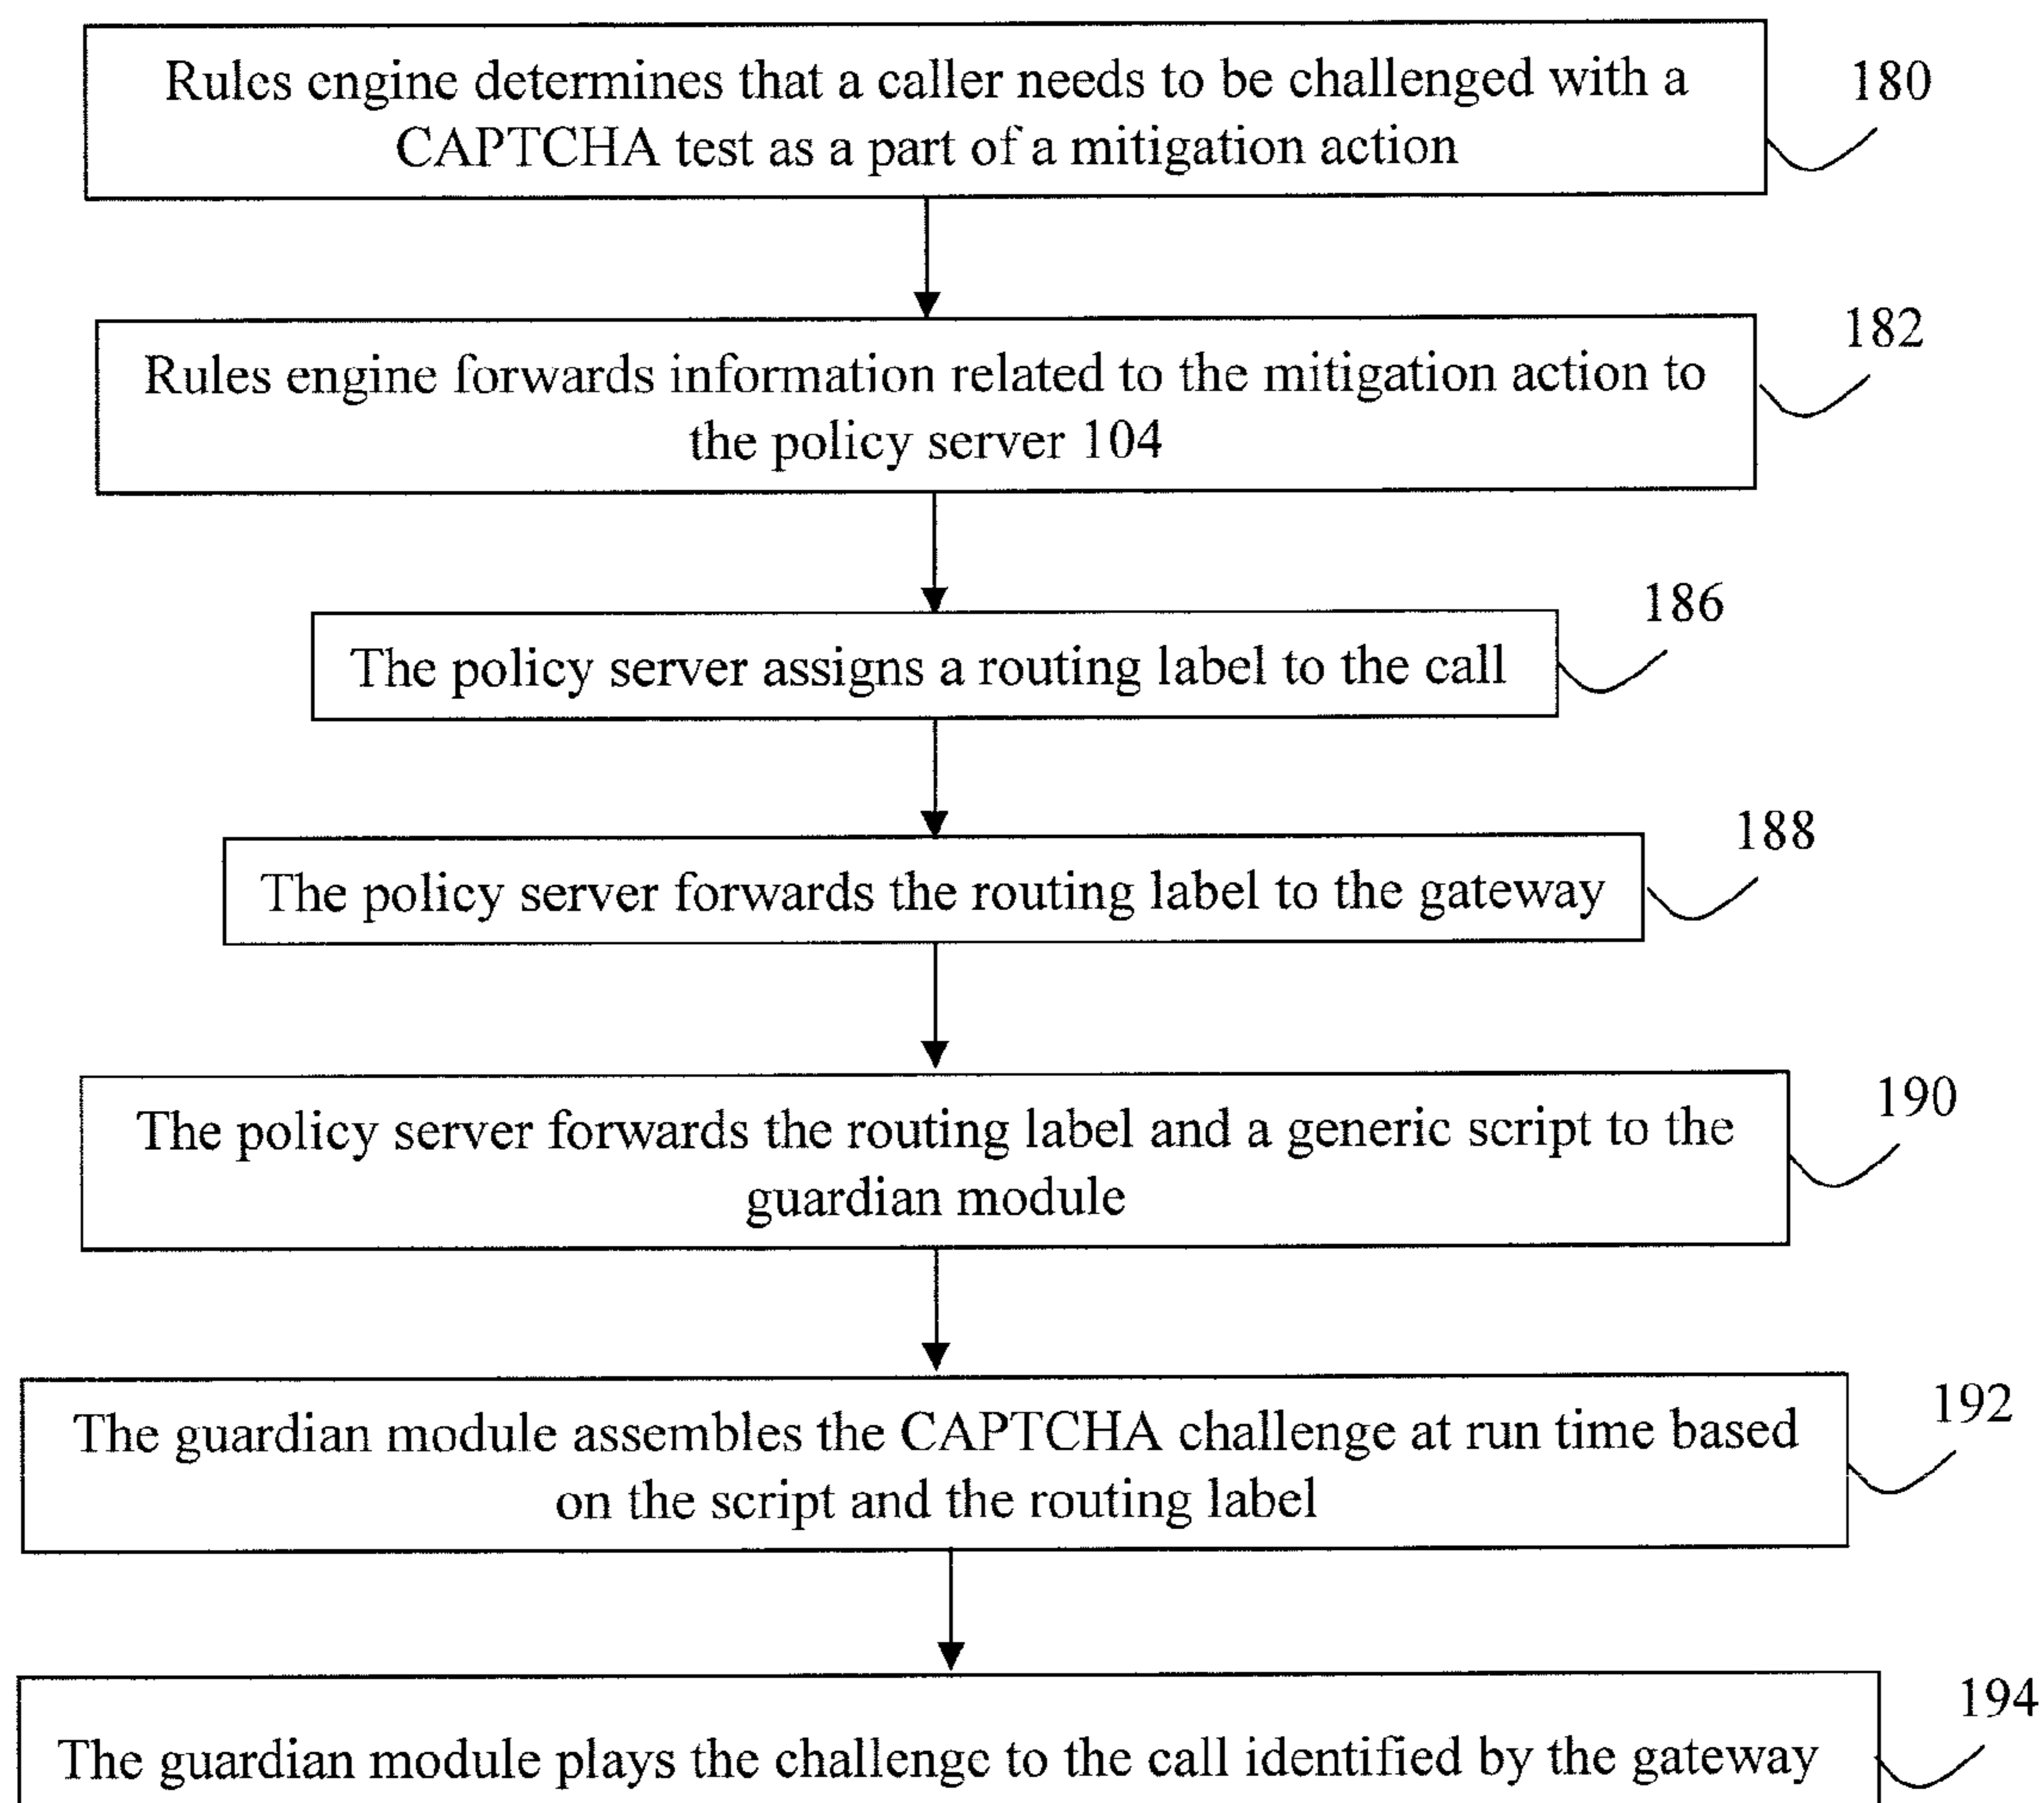 Rules engine determines that a caller needs to be challenged with a
CAPTCHA test as a part of a mitigation action
180
Rules engine forwards information related to the mitigation action to
the policy server 104
182
The policy server assigns a routing label to the call
186
The policy server forwards the routing label to the gateway
188
The policy server forwards the routing label and a generic script to the
guardian module
190
The guardian module assembles the CAPTCHA challenge at run time based
on the script and the routing label
192
The guardian module plays the challenge to the call identified by the gateway
194